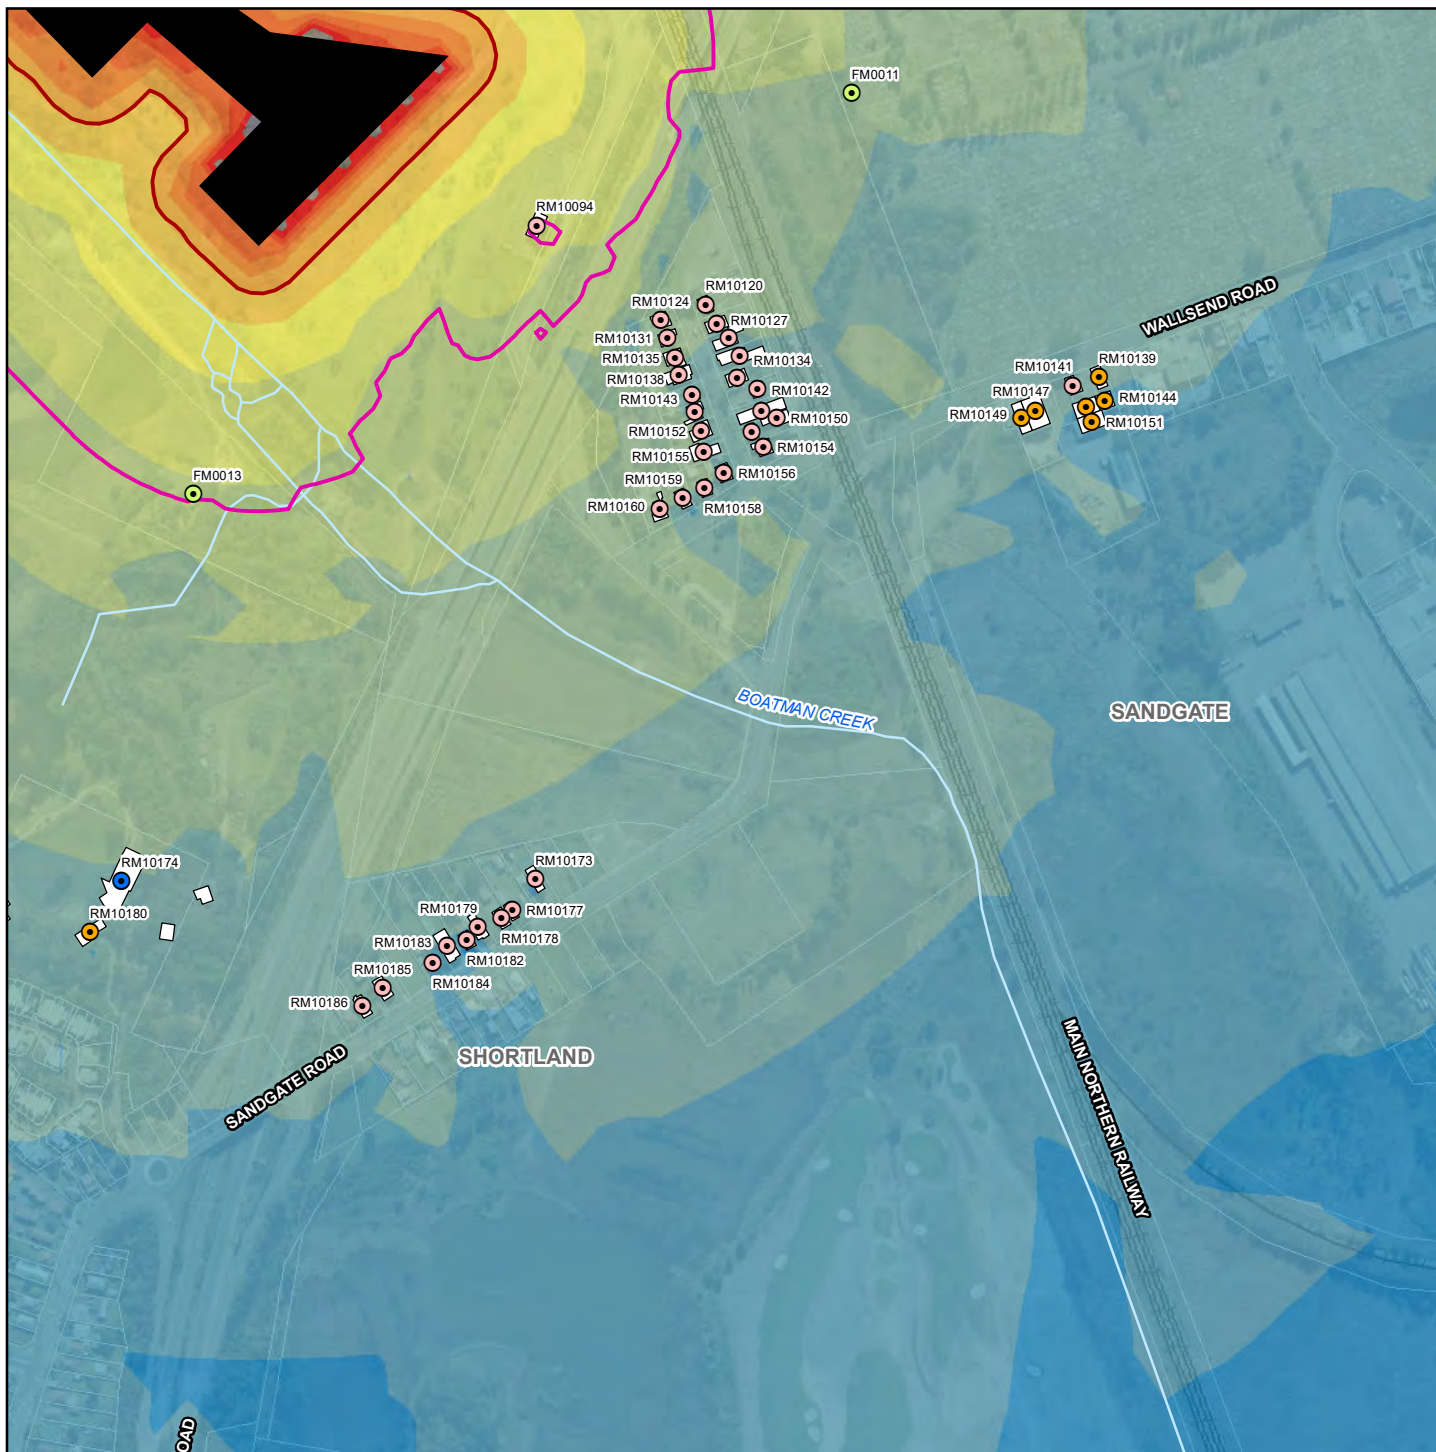 FM0011
RM10094
RM10120
RM10124
RM10127
RM10131
RM10135
RM10134
RM10138
RM10142
RM10143
RM10150
RM10152
RM10154
RM10155
RM10156
RM10159
RM10160
RM10158
WALLSEND ROAD
RM10139
RM10141
RM10147
RM10144
RM10149
RM10151
FM0013
BOATMAN CREEK
SANDGATE
RM10174
RM10180
RM10173
RM10179
RM10177
RM10183
RM10178
RM10182
RM10185
RM10184
RM10186
SHORTLAND
SANDGATE ROAD
MAIN NORTHERN RAILWAY
OAD